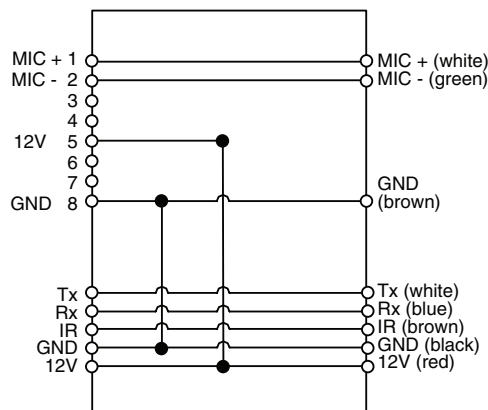 MIC + 1
MIC + (white)
MIC - 2
MIC - (green)
3
4
12V 5
6
7
GND 8
GND
(brown)
Tx
Tx (white)
Rx
Rx (blue)
IR
IR (brown)
GND
GND (black)
12V
12V (red)